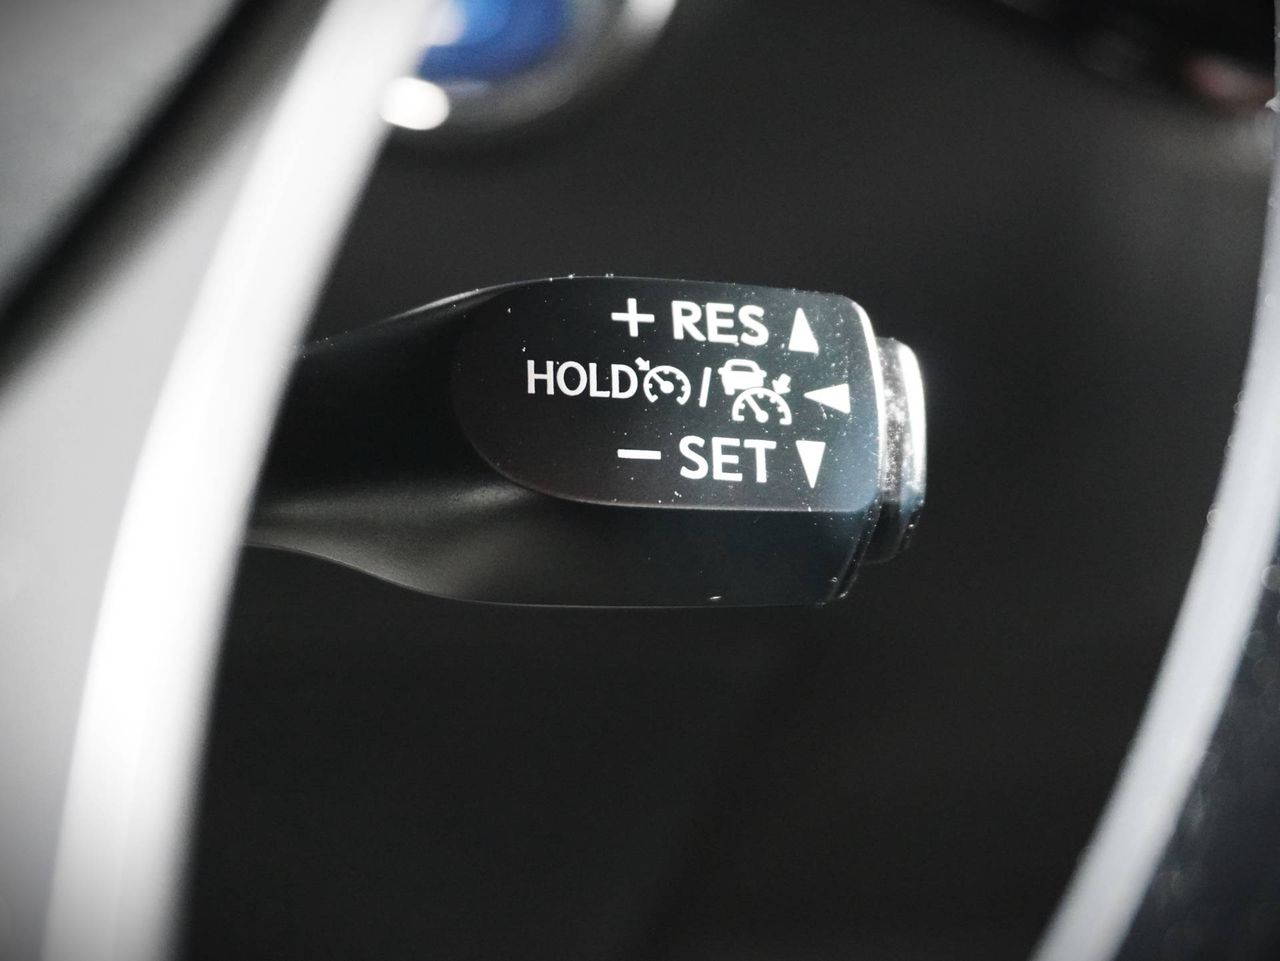 + RES
HOLD /
- SET